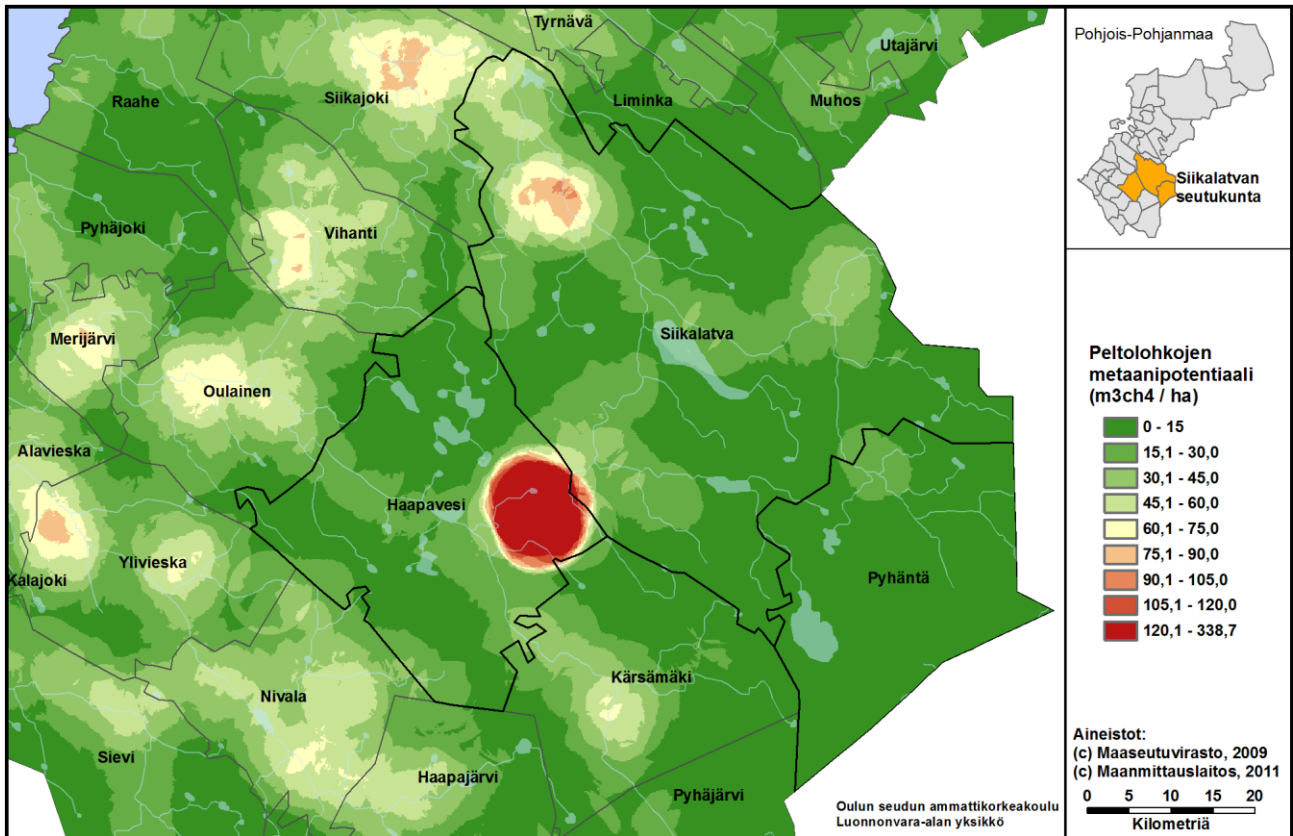 Tyrnävä
Utajärvi
Raahe
Siikajoki
Liminka
Muhos
Pyhäjoki
Vihanti
Merijärvi
Siikalatva
Oulainen
Alavieska
Haapavesi
Ylivieska
Kalajoki
Pyhäntä
Kärsämäki
Nivala
Sievi
Haapajärvi
Pyhäjärvi
Oulun seudun ammattikorkeakoulu
Luonnonvara-alan yksikkö
Pohjois-Pohjanmaa
Siikalatvan
seutukunta
Peltolohkojen
metaanipotentiaali
(m3ch4 / ha)
0 - 15
15,1 - 30,0
30,1 - 45,0
45,1 - 60,0
60,1 - 75,0
75,1 - 90,0
90,1 - 105,0
105,1 - 120,0
120,1 - 338,7
Aineistot:
(c) Maaseutuvirasto, 2009
(c) Maanmittauslaitos, 2011
0 5 10 15 20
Kilometriä